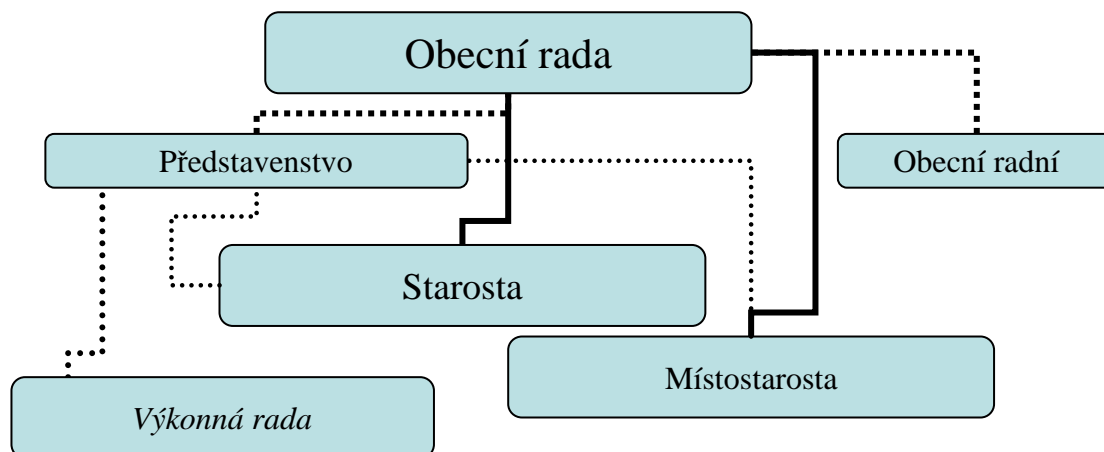 Obecní rada
Představenstvo
Obecní radní
Starosta
Místostarosta
Výkonná rada